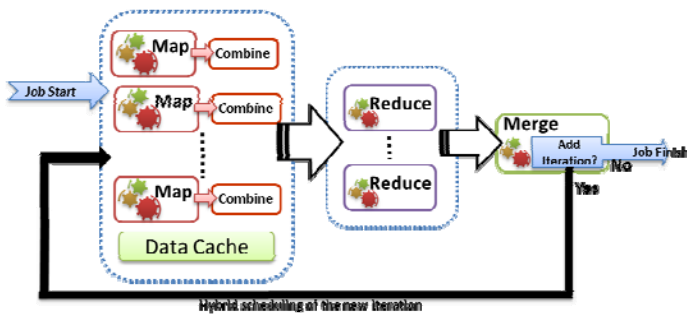 Job Start
Map
Combine
Map
Combine
Map
Combine
Data Cache
Reduce
Reduce
Merge
Add
Iteration?
Job Finish
No
Yes
Hybrid scheduling of the new iteration